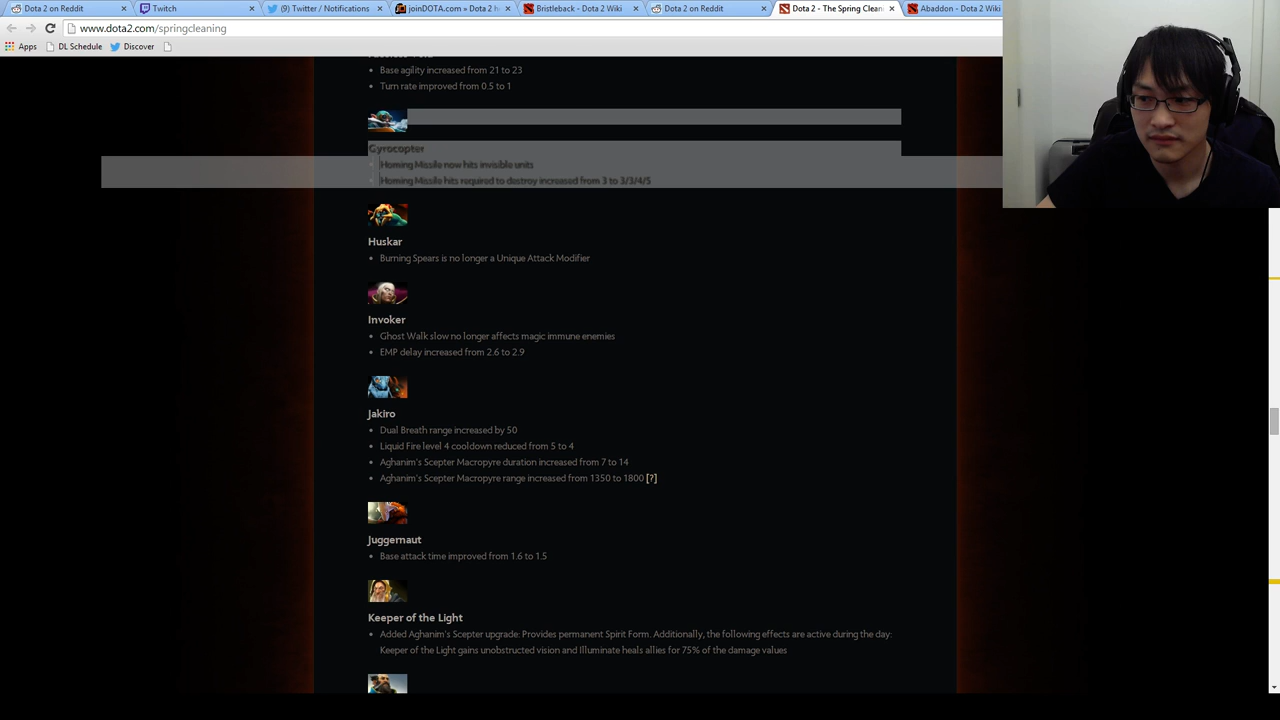 Dota 2 on Reddit
Twitch
(9) Twitter / Notifications
joinDOTA.com » Dota 2 h
Bristleback - Dota 2 Wiki
Dota 2 on Reddit
Dota 2 - The Spring Clean
Abaddon - Dota 2 Wiki
www.dota2.com/springcleaning
Apps
DL Schedule
Discover
Base agility increased from 21 to 23
Turn rate improved from 0.5 to 1
Gyrocopter
Homing Missile now hits invisible units
Homing Missile hits required to destroy increased from 3 to 3/3/4/5
Huskar
Burning Spears is no longer a Unique Attack Modifier
Invoker
Ghost Walk slow no longer affects magic immune enemies
EMP delay increased from 2.6 to 2.9
Jakiro
Dual Breath range increased by 50
Liquid Fire level 4 cooldown reduced from 5 to 4
Aghanim's Scepter Macropyre duration increased from 7 to 14
Aghanim's Scepter Macropyre range increased from 1350 to 1800 [?]
Juggernaut
Base attack time improved from 1.6 to 1.5
Keeper of the Light
Added Aghanim's Scepter upgrade: Provides permanent Spirit Form. Additionally, the following effects are active during the day:
Keeper of the Light gains unobstructed vision and Illuminate heals allies for 75% of the damage values